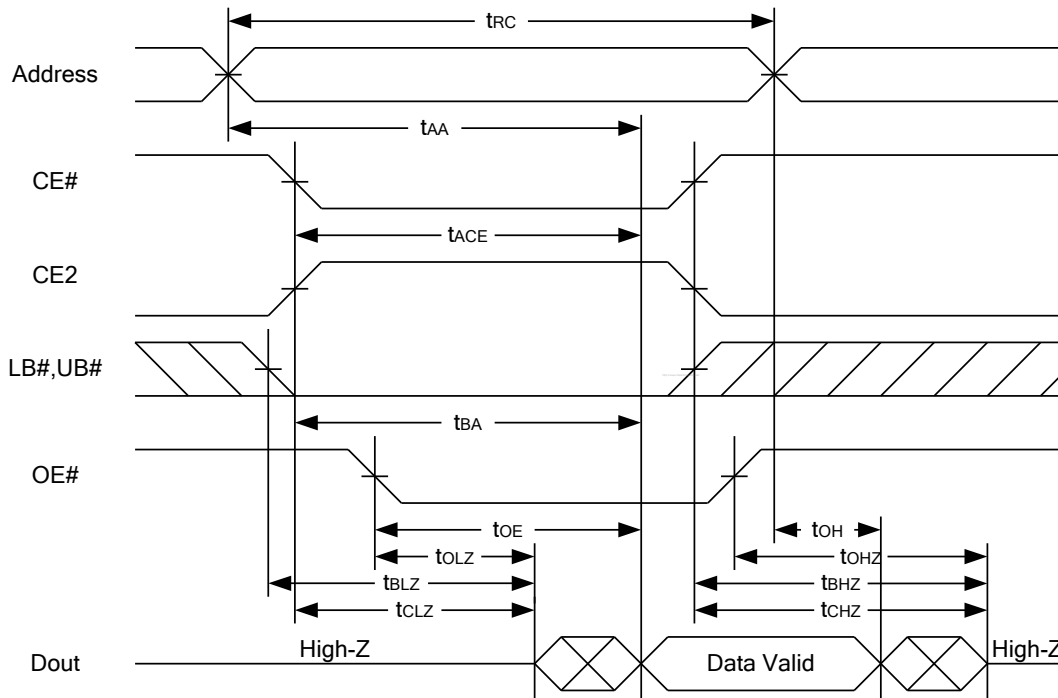 tRC
Address
tAA
CE#
tACE
CE2
LB#,UB#
tBA
OE#
tOE
tOH
tOLZ
tOHZ
tBLZ
tBHZ
tCLZ
tCHZ
High-Z
Dout
Data Valid
High-Z